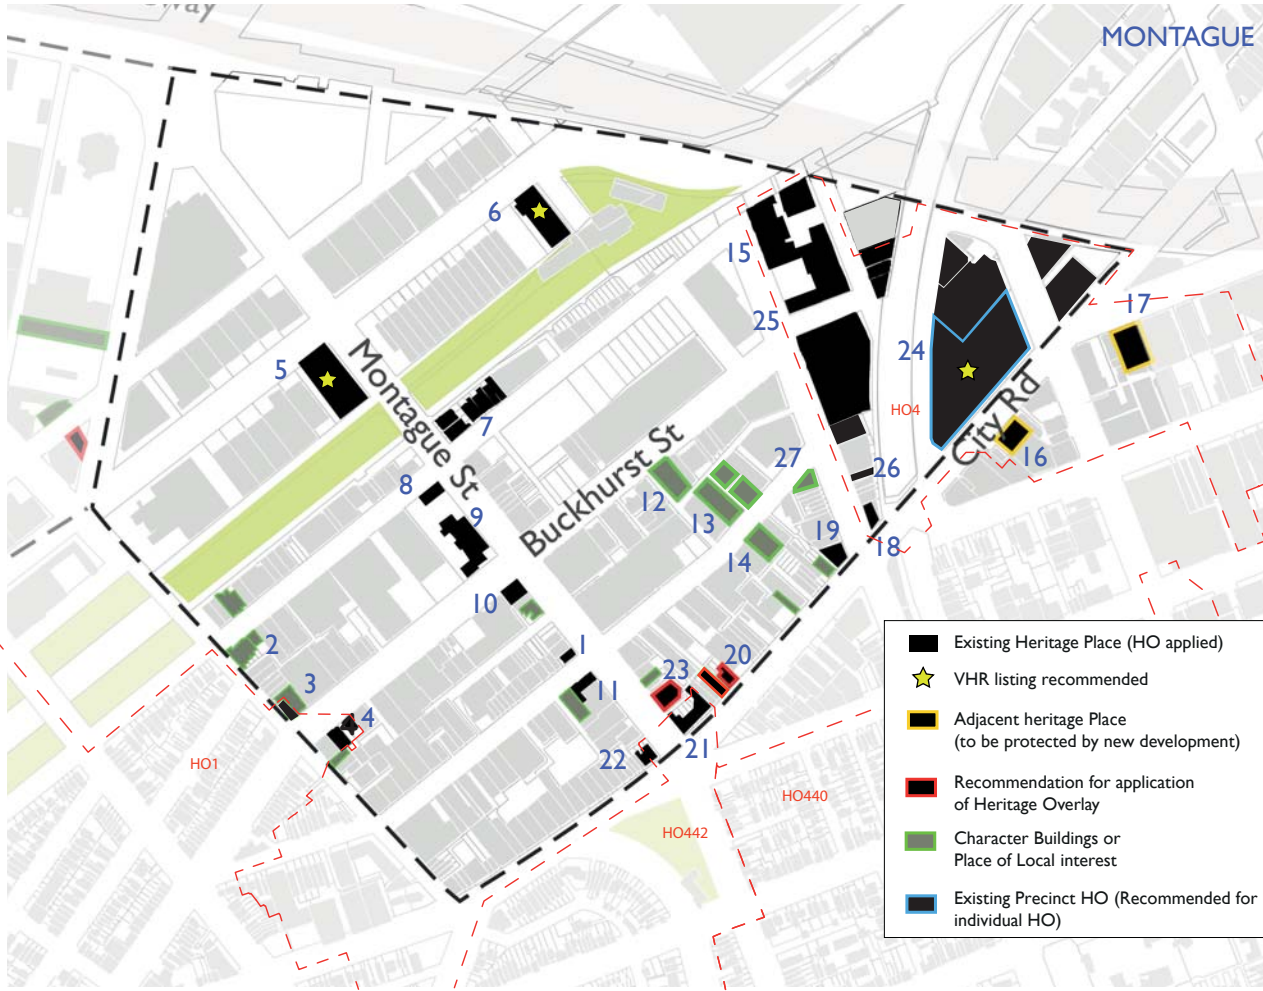 MONTAGUE
6
15
17
25
5
24
Montague St
HO4
City Rd
7
16
Buckhurst St
27
26
8
12
9
13
19
18
14
10
2
1
20
23
3
11
4
22
21
HO1
HO440
HO442
Existing Heritage Place (HO applied)
VHR listing recommended
Adjacent heritage Place
(to be protected by new development)
Recommendation for application
of Heritage Overlay
Character Buildings or
Place of Local interest
Existing Precinct HO (Recommended for
individual HO)